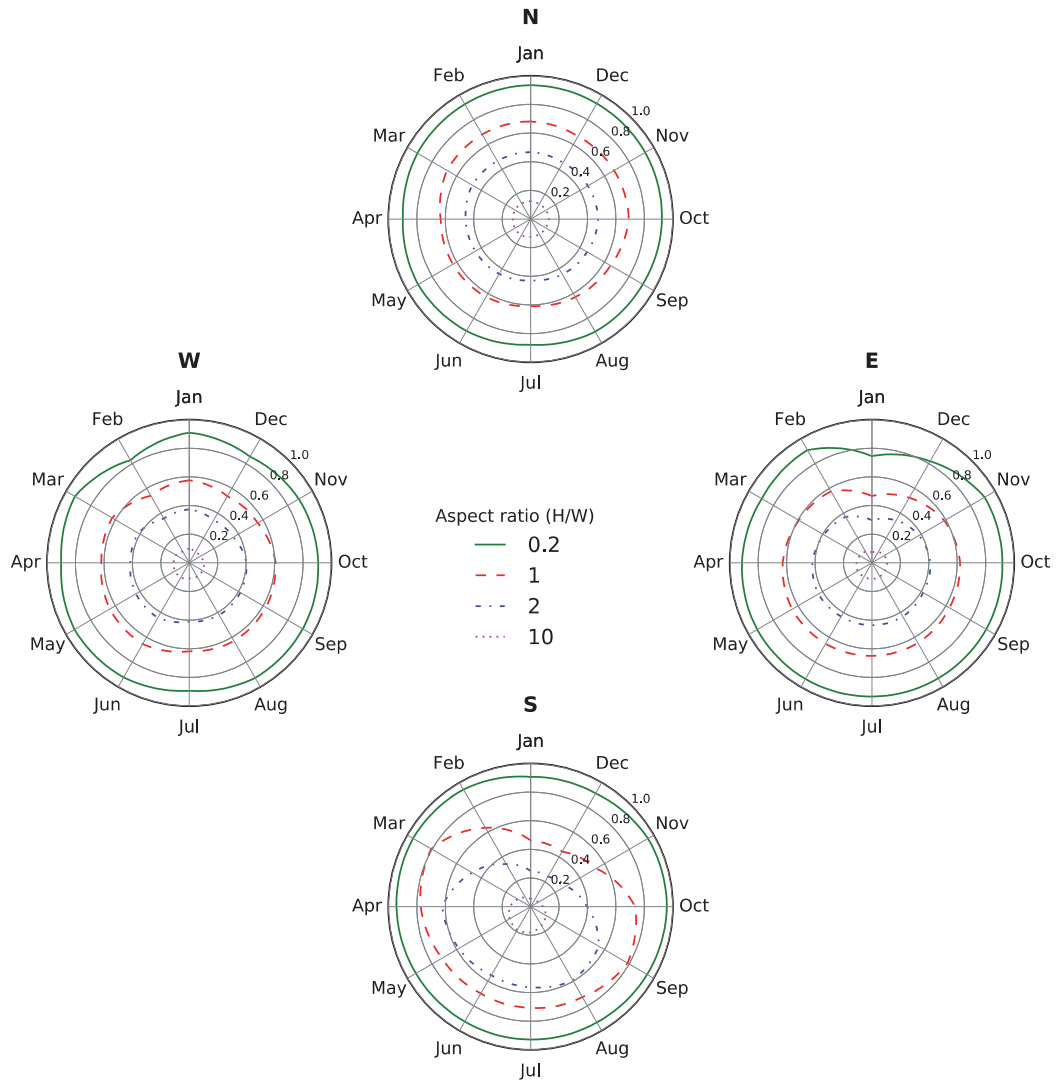 N
Jan
Feb Dec
1.0
Mar 0.8 Nov
0.6
0.4
0.2
Apr Oct
May Sep
Jun Aug
Jul
W
Jan
Feb Dec
1.0
Mar 0.8 Nov
0.6
0.4
0.2
Apr Oct
May Sep
Jun Aug
Jul
E
Jan
Feb Dec
1.0
Mar 0.8 Nov
0.6
0.4
0.2
Apr Oct
May Sep
Jun Aug
Jul
Aspect ratio (H/W)
0.2
1
2
10
S
Jan
Feb Dec
1.0
Mar 0.8 Nov
0.6
0.4
0.2
Apr Oct
May Sep
Jun Aug
Jul